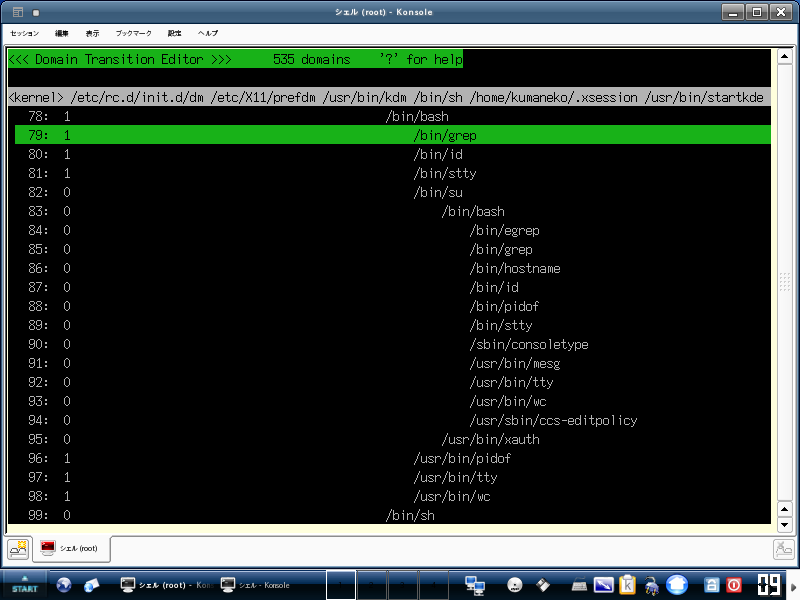 シェル (root) - Konsole
セッション 編集 表示 ブックマーク 設定 ヘルプ
<<< Domain Transition Editor >>> 535 domains '?' for help
<kernel> /etc/rc.d/init.d/dm /etc/X11/prefdm /usr/bin/kdm /bin/sh /home/kumaneko/.xsession /usr/bin/startkde
78: 1 /bin/bash
79: 1 /bin/grep
80: 1 /bin/id
81: 1 /bin/stty
82: 0 /bin/su
83: 0 /bin/bash
84: 0 /bin/egrep
85: 0 /bin/grep
86: 0 /bin/hostname
87: 0 /bin/id
88: 0 /bin/pidof
89: 0 /bin/stty
90: 0 /sbin/consoletype
91: 0 /usr/bin/mesg
92: 0 /usr/bin/tty
93: 0 /usr/bin/wc
94: 0 /usr/sbin/ccs-editpolicy
95: 0 /usr/bin/xauth
96: 1 /usr/bin/pidof
97: 1 /usr/bin/tty
98: 1 /usr/bin/wc
99: 0 /bin/sh
シェル (root)
START シェル (root) - Kons シェル - Konsole